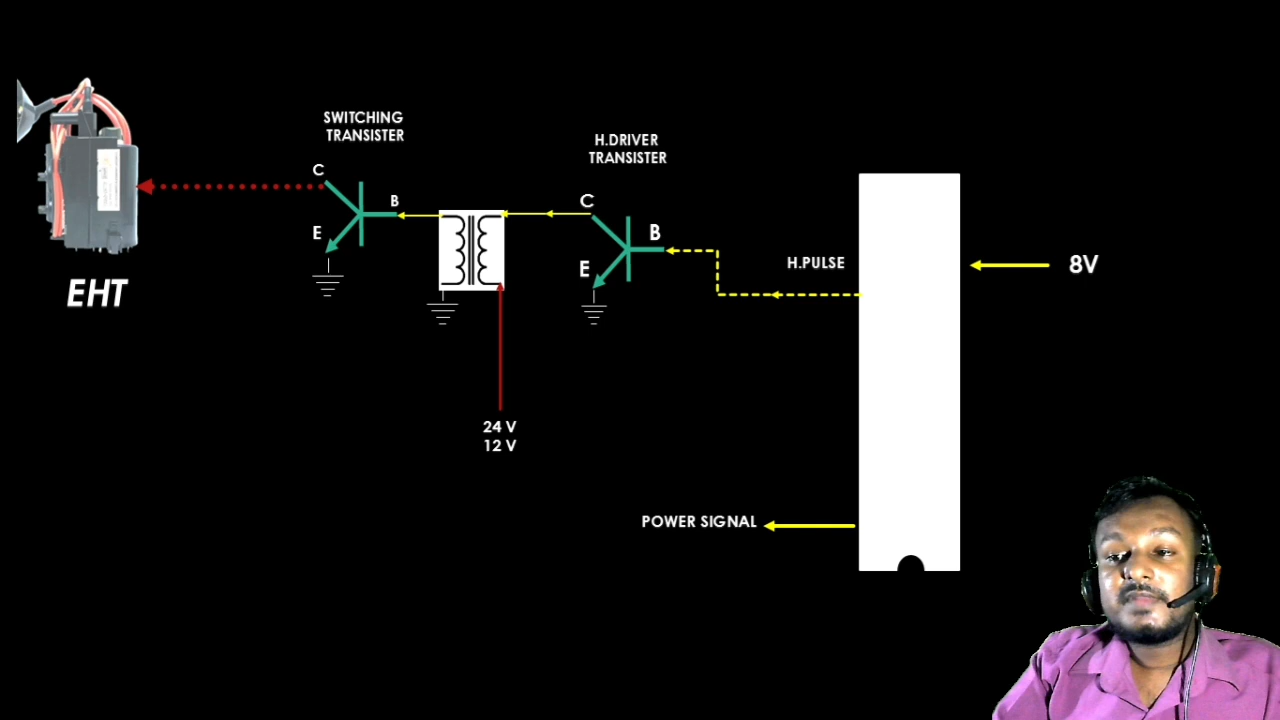 SWITCHING
TRANSISTER
H.DRIVER
TRANSISTER
C
B
E
C
B
E
H.PULSE
8V
EHT
24 V
12 V
POWER SIGNAL